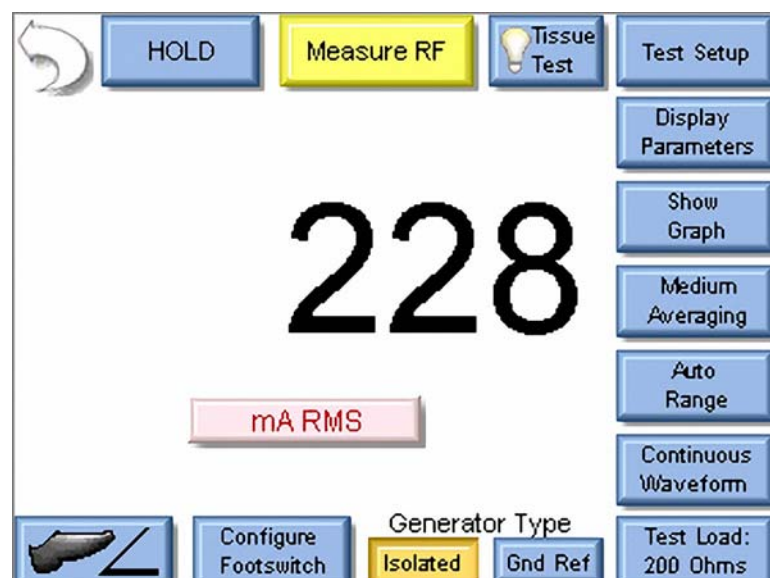 HOLD
Measure RF
Tissue
Test
Test Setup
Display
Parameters
Show
Graph
228
Medium
Averaging
Auto
Range
mA RMS
Continuous
Waveform
Configure
Footswitch
Generator Type
Isolated
Gnd Ref
Test Load:
200 Ohms